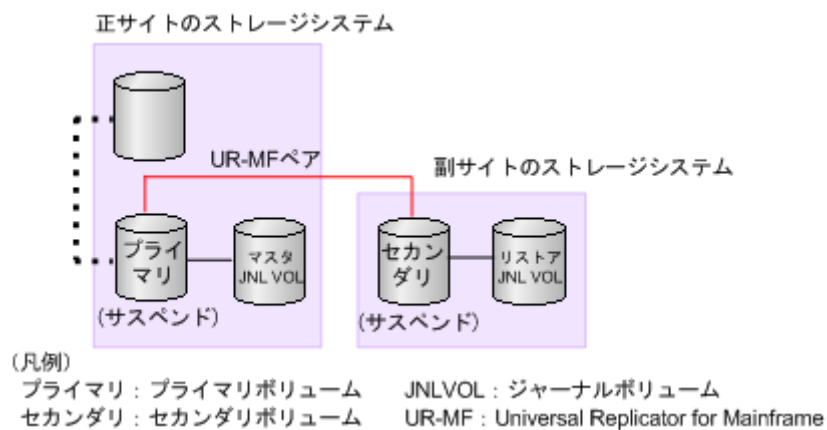 正サイトのストレージシステム
UR-MFペア
副サイトのストレージシステム
プライ
マリ
マスタ
JNL VOL
セカン
ダリ
リストア
JNL VOL
(サスペンド)
(サスペンド)
(凡例)
プライマリ：プライマリボリューム
JNLVOL：ジャーナルボリューム
セカンダリ：セカンダリボリューム
UR-MF：Universal Replicator for Mainframe